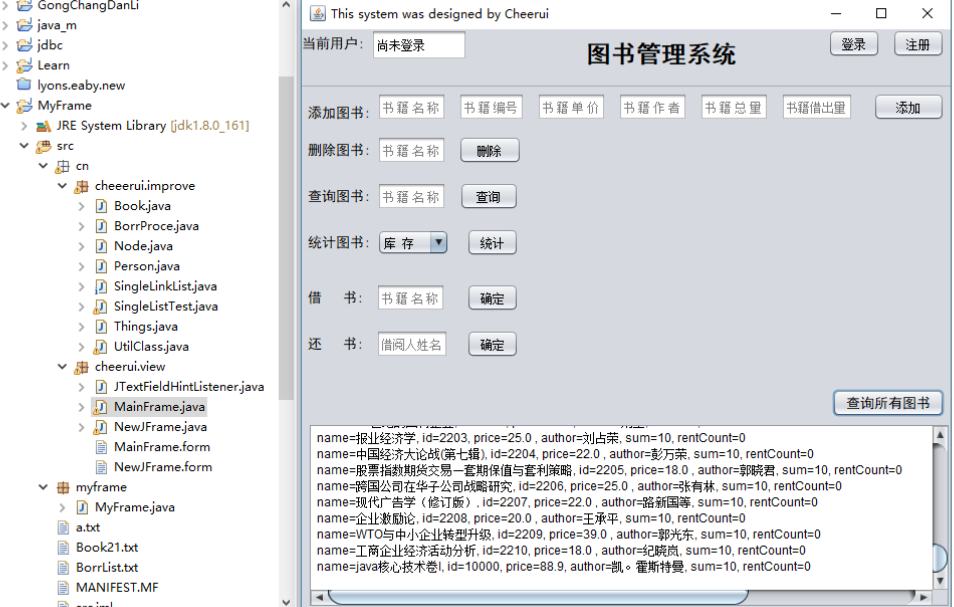 GongChangDanLi
java_m
jdbc
Learn
lyons.eaby.new
MyFrame
JRE System Library [jdk1.8.0_161]
src
cn
cheeerui.improve
Book.java
BorrProce.java
Node.java
Person.java
SingleLinkList.java
SingleListTest.java
Things.java
UtilClass.java
cheerui.view
JTextFieldHintListener.java
MainFrame.java
NewJFrame.java
MainFrame.form
NewJFrame.form
myframe
MyFrame.java
a.txt
Book21.txt
BorrList.txt
MANIFEST.MF
This system was designed by Cheerui
当前用户: 尚未登录 图书管理系统 登录 注册
添加图书: 书籍名称 书籍编号 书籍单价 书籍作者 书籍总量 书籍借出量 添加
删除图书: 书籍名称 删除
查询图书: 书籍名称 查询
统计图书: 库存 统计
借 书: 书籍名称 确定
还 书: 借阅人姓名 确定
查询所有图书
name=报业经济学, id=2203, price=25.0 , author=刘占荣, sum=10, rentCount=0
name=中国经济大论战(第七辑), id=2204, price=22.0 , author=彭万荣, sum=10, rentCount=0
name=股票指数期货交易—套期保值与套利策略, id=2205, price=18.0 , author=郭晓君, sum=10, rentCount=0
name=跨国公司在华子公司战略研究, id=2206, price=25.0 , author=张有林, sum=10, rentCount=0
name=现代广告学（修订版）, id=2207, price=22.0 , author=路新国等, sum=10, rentCount=0
name=企业激励论, id=2208, price=20.0 , author=王承平, sum=10, rentCount=0
name=WTO与中小企业转型升级, id=2209, price=39.0 , author=郭光东, sum=10, rentCount=0
name=工商企业经济活动分析, id=2210, price=18.0 , author=纪晓岚, sum=10, rentCount=0
name=java核心技术卷I, id=10000, price=88.9, author=凯。霍斯特曼, sum=10, rentCount=0